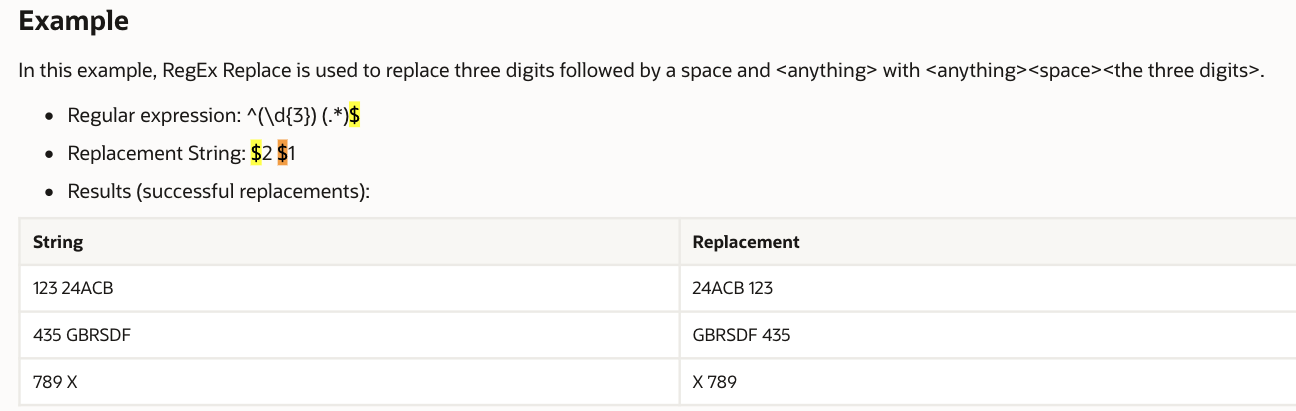 Example
In this example, RegEx Replace is used to replace three digits followed by a space and <anything> with <anything><space><the three digits>.
• Regular expression: ^(\d{3}) (.*)$
• Replacement String: $2 $1
• Results (successful replacements):
String Replacement
123 24ACB 24ACB 123
435 GBRSDF GBRSDF 435
789 X X 789